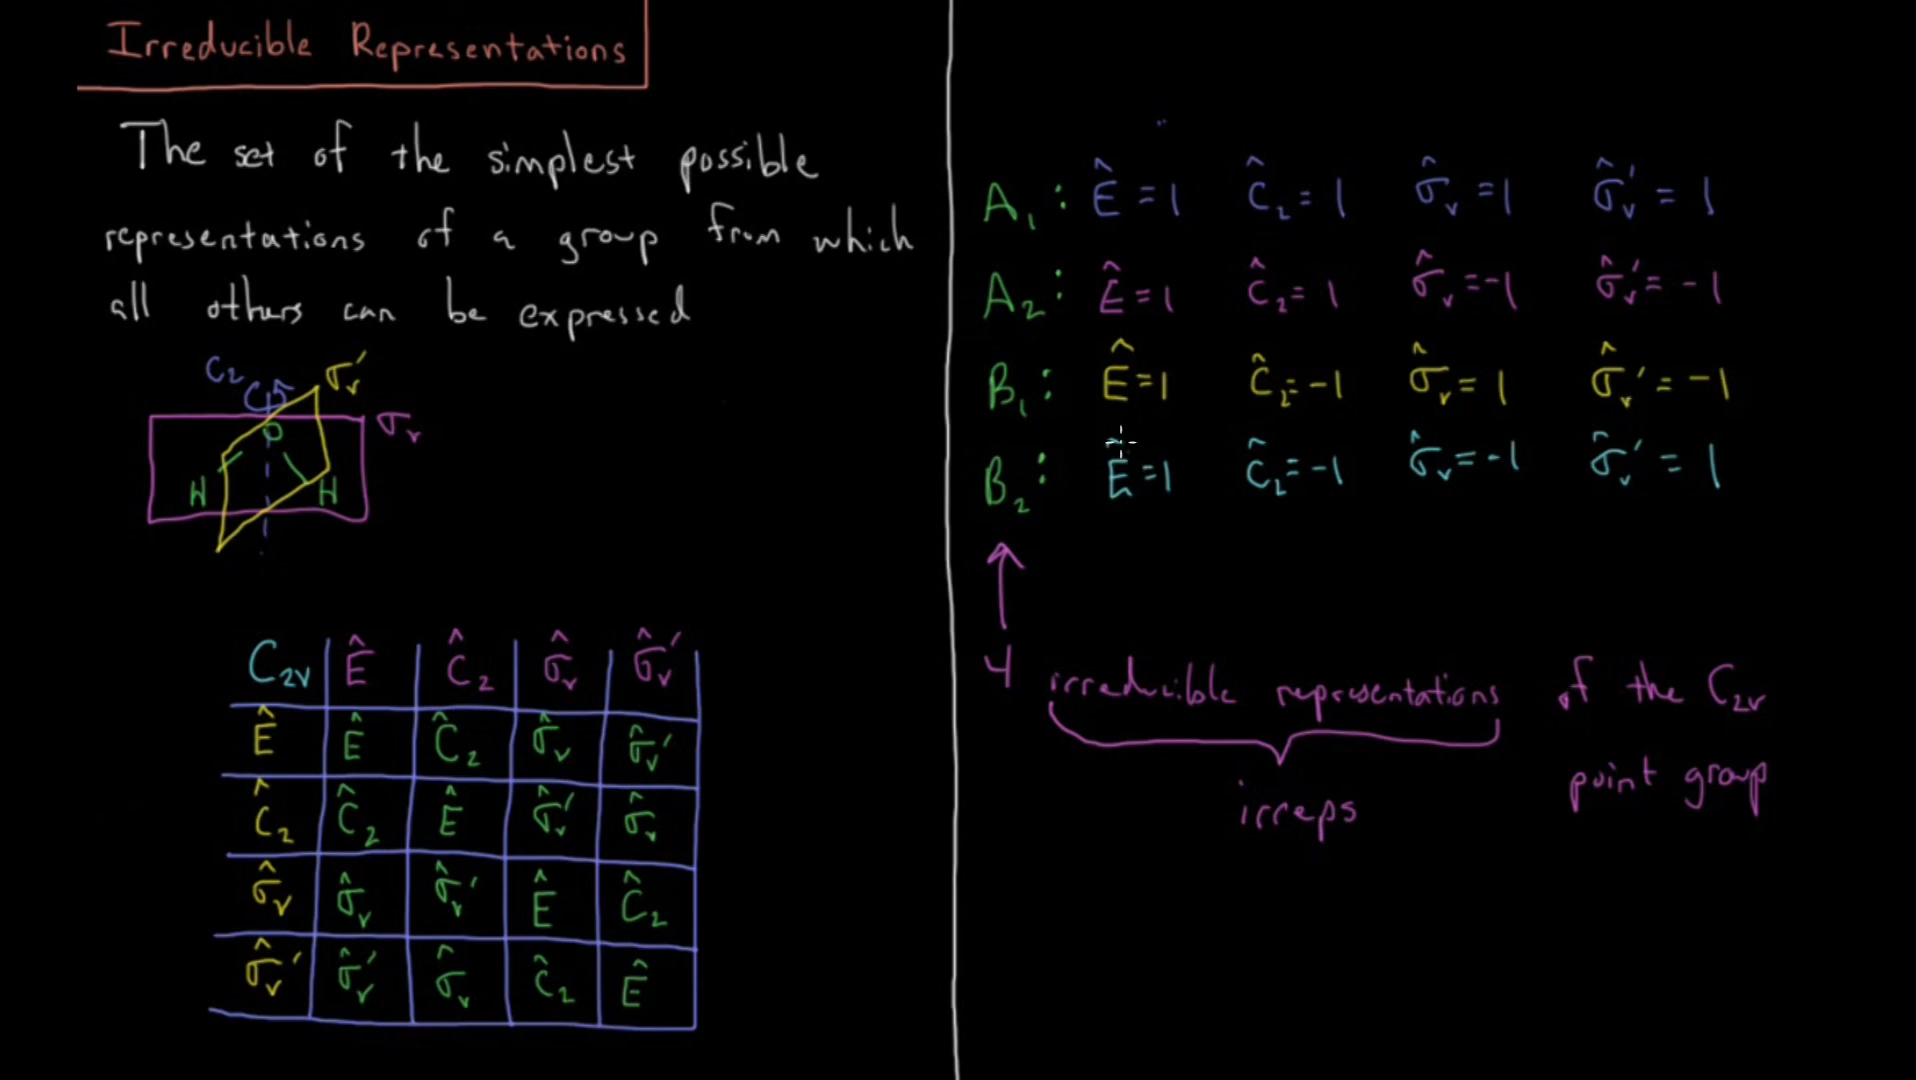 Irreducible Representations
The set of the simplest possible
representations of a group from which
all others can be expressed
C₂ σᵥ′
σᵥ
O
H H
C₂ᵥ Ê Ĉ₂ σ̂ᵥ σ̂ᵥ′
Ê Ê Ĉ₂ σ̂ᵥ σ̂ᵥ′
Ĉ₂ Ĉ₂ Ê σ̂ᵥ′ σ̂ᵥ
σ̂ᵥ σ̂ᵥ σ̂ᵥ′ Ê Ĉ₂
σ̂ᵥ′ σ̂ᵥ′ σ̂ᵥ Ĉ₂ Ê
A₁: Ê = 1 Ĉ₂ = 1 σ̂ᵥ = 1 σ̂ᵥ′ = 1
A₂: Ê = 1 Ĉ₂ = 1 σ̂ᵥ = -1 σ̂ᵥ′ = -1
B₁: Ê = 1 Ĉ₂ = -1 σ̂ᵥ = 1 σ̂ᵥ′ = -1
B₂: Ê = 1 Ĉ₂ = -1 σ̂ᵥ = -1 σ̂ᵥ′ = 1
4 irreducible representations of the C₂ᵥ
point group
irreps